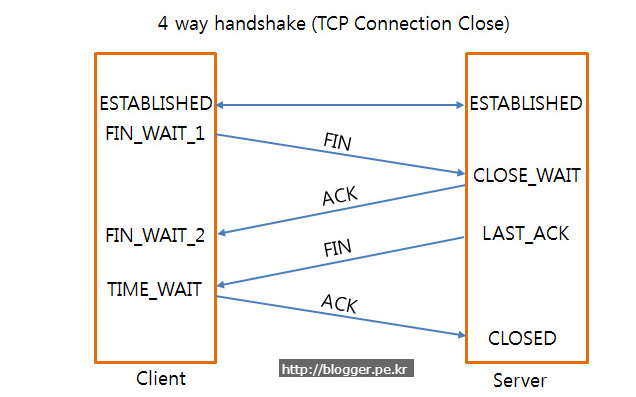 4 way handshake (TCP Connection Close)
ESTABLISHED
ESTABLISHED
FIN_WAIT_1
FIN
CLOSE_WAIT
ACK
FIN_WAIT_2
LAST_ACK
FIN
TIME_WAIT
ACK
CLOSED
http://blogger.pe.kr
Client
Server